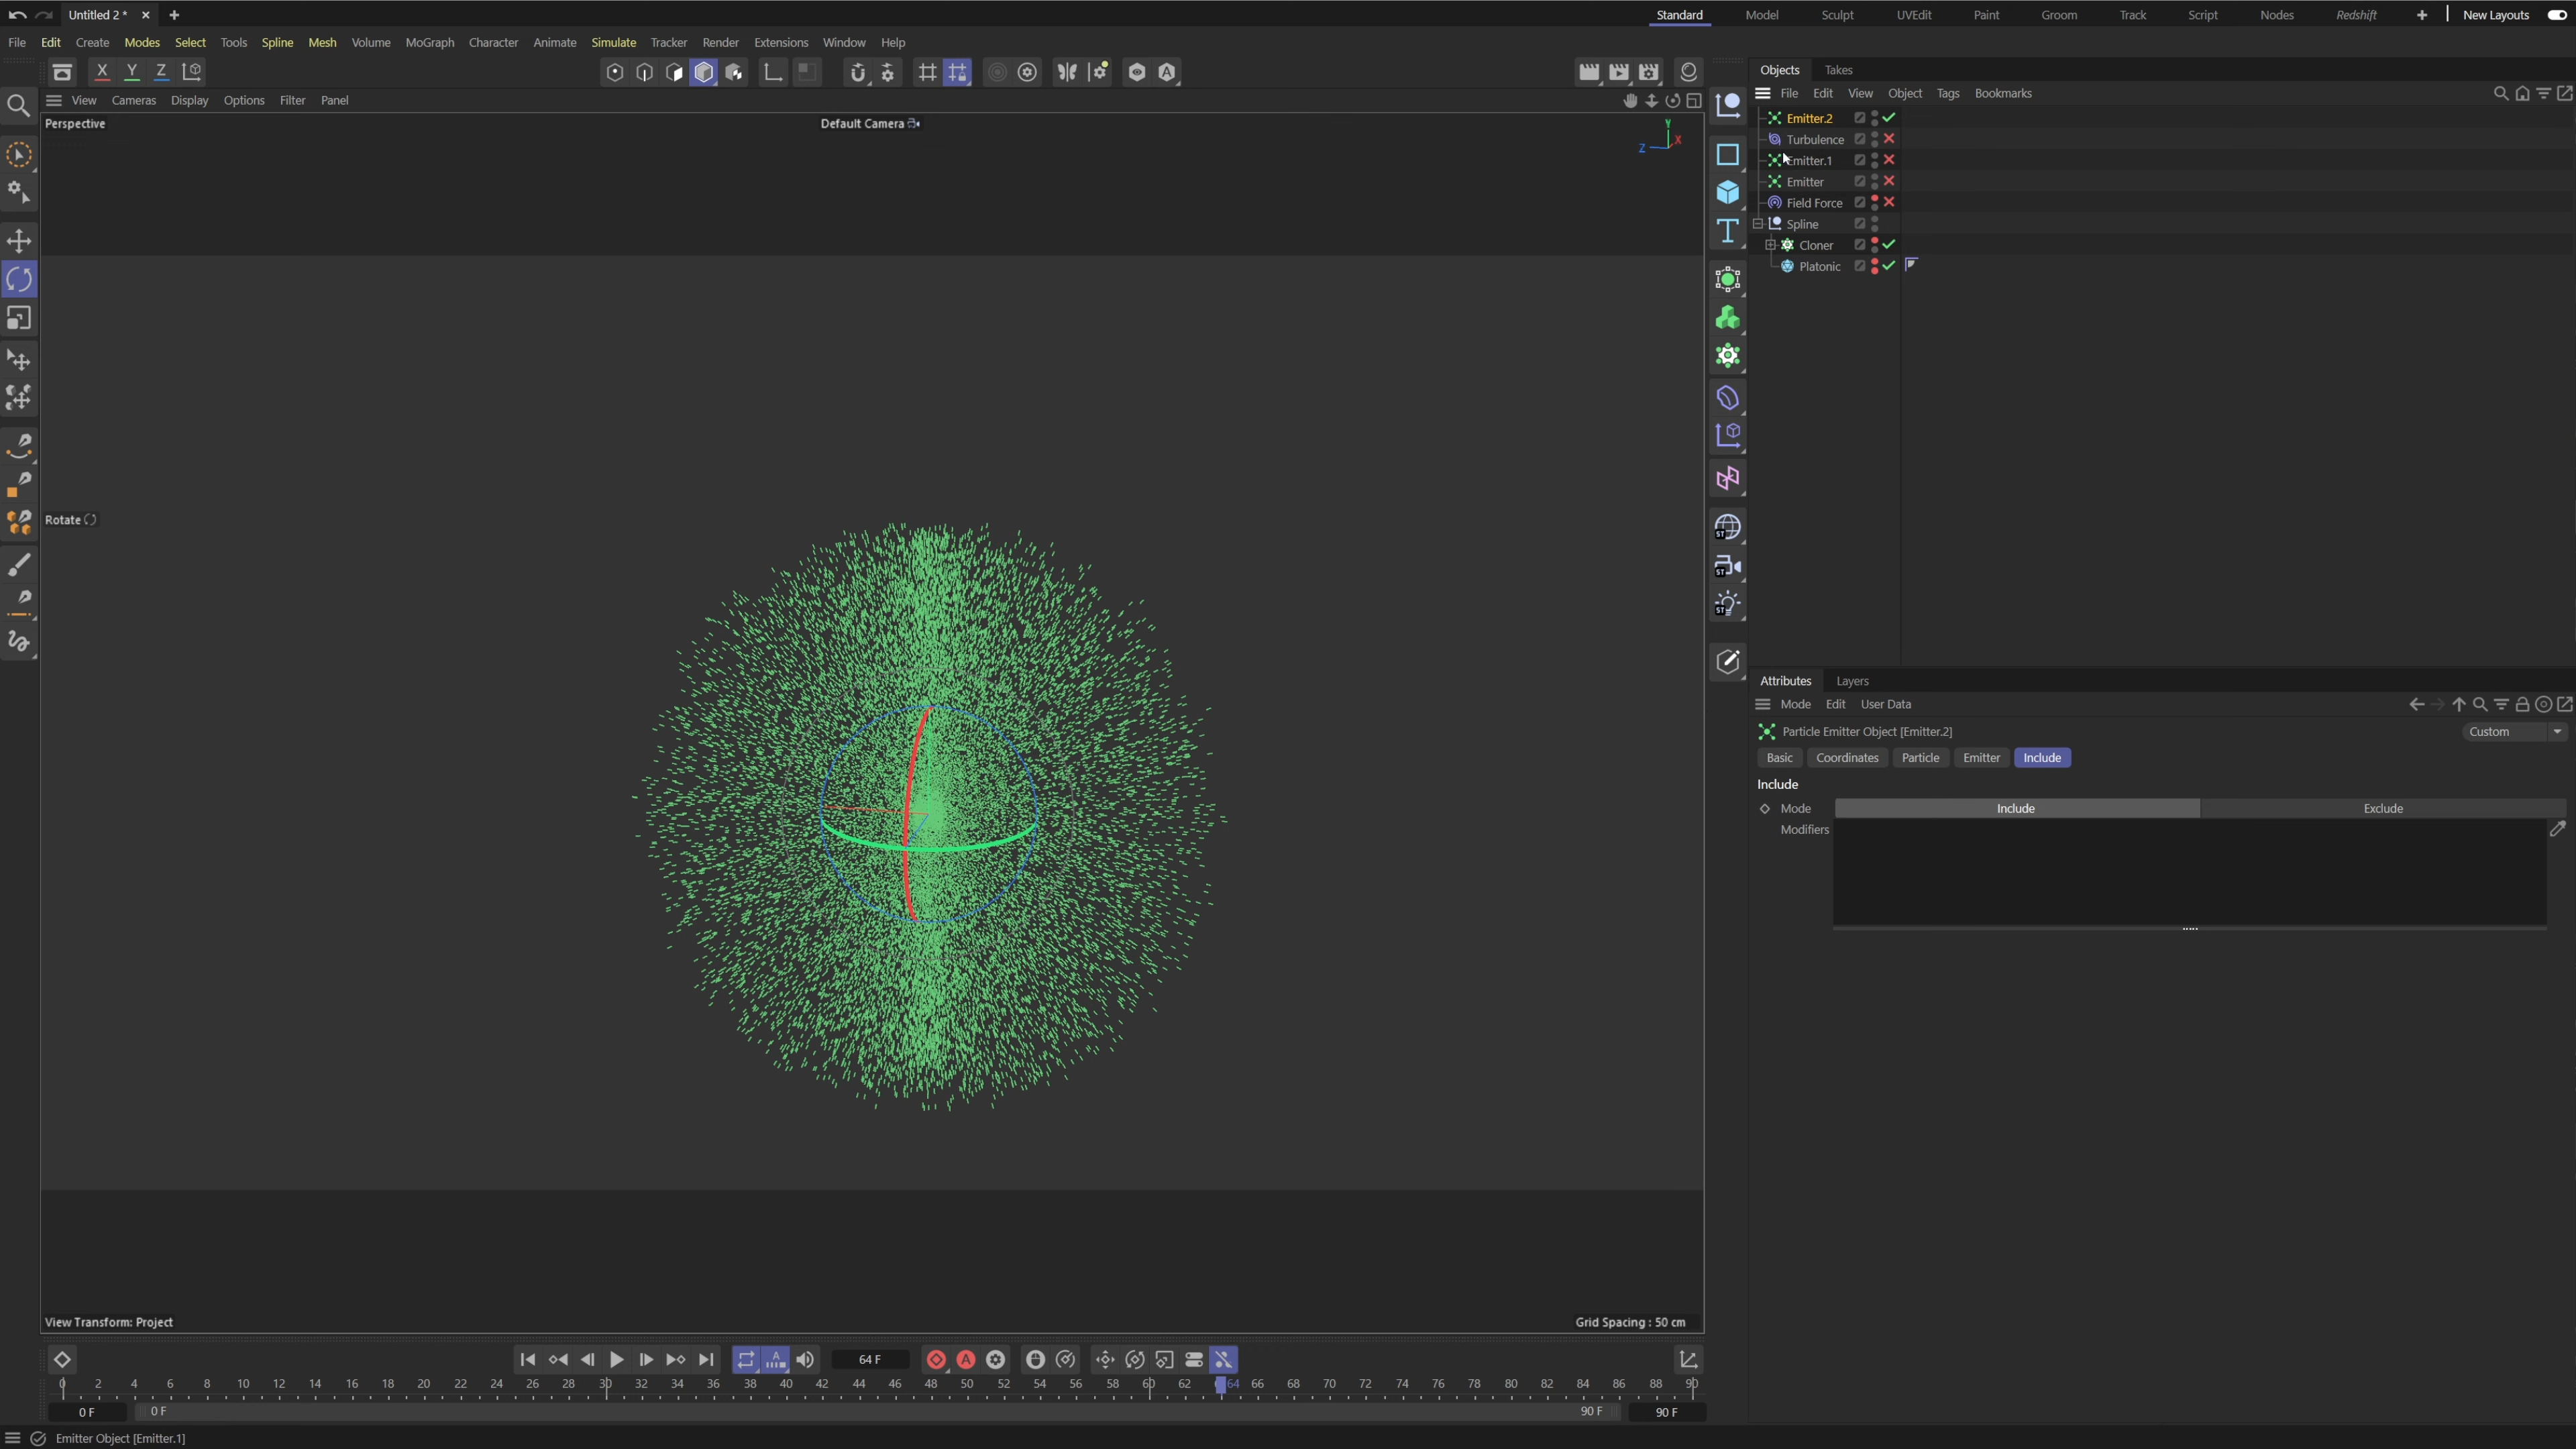 Untitled 2 *
Standard Model Sculpt UVEdit Paint Groom Track Script Nodes Redshift New Layouts
File Edit Create Modes Select Tools Spline Mesh Volume MoGraph Character Animate Simulate Tracker Render Extensions Window Help
X Y Z
Objects Takes
View Cameras Display Options Filter Panel
File Edit View Object Tags Bookmarks
Perspective
Default Camera
Y
X
Z
Emitter.2
Turbulence
Emitter.1
Emitter
Field Force
Spline
Cloner
Platonic
Rotate
ST
ST
ST
Attributes Layers
Mode Edit User Data
Particle Emitter Object [Emitter.2]
Custom
Basic Coordinates Particle Emitter Include
Include
Mode Include Exclude
Modifiers
View Transform: Project
Grid Spacing : 50 cm
64 F
0 2 4 6 8 10 12 14 16 18 20 22 24 26 28 30 32 34 36 38 40 42 44 46 48 50 52 54 56 58 60 62 64 66 68 70 72 74 76 78 80 82 84 86 88 90
0 F 0 F 90 F 90 F
Emitter Object [Emitter.1]